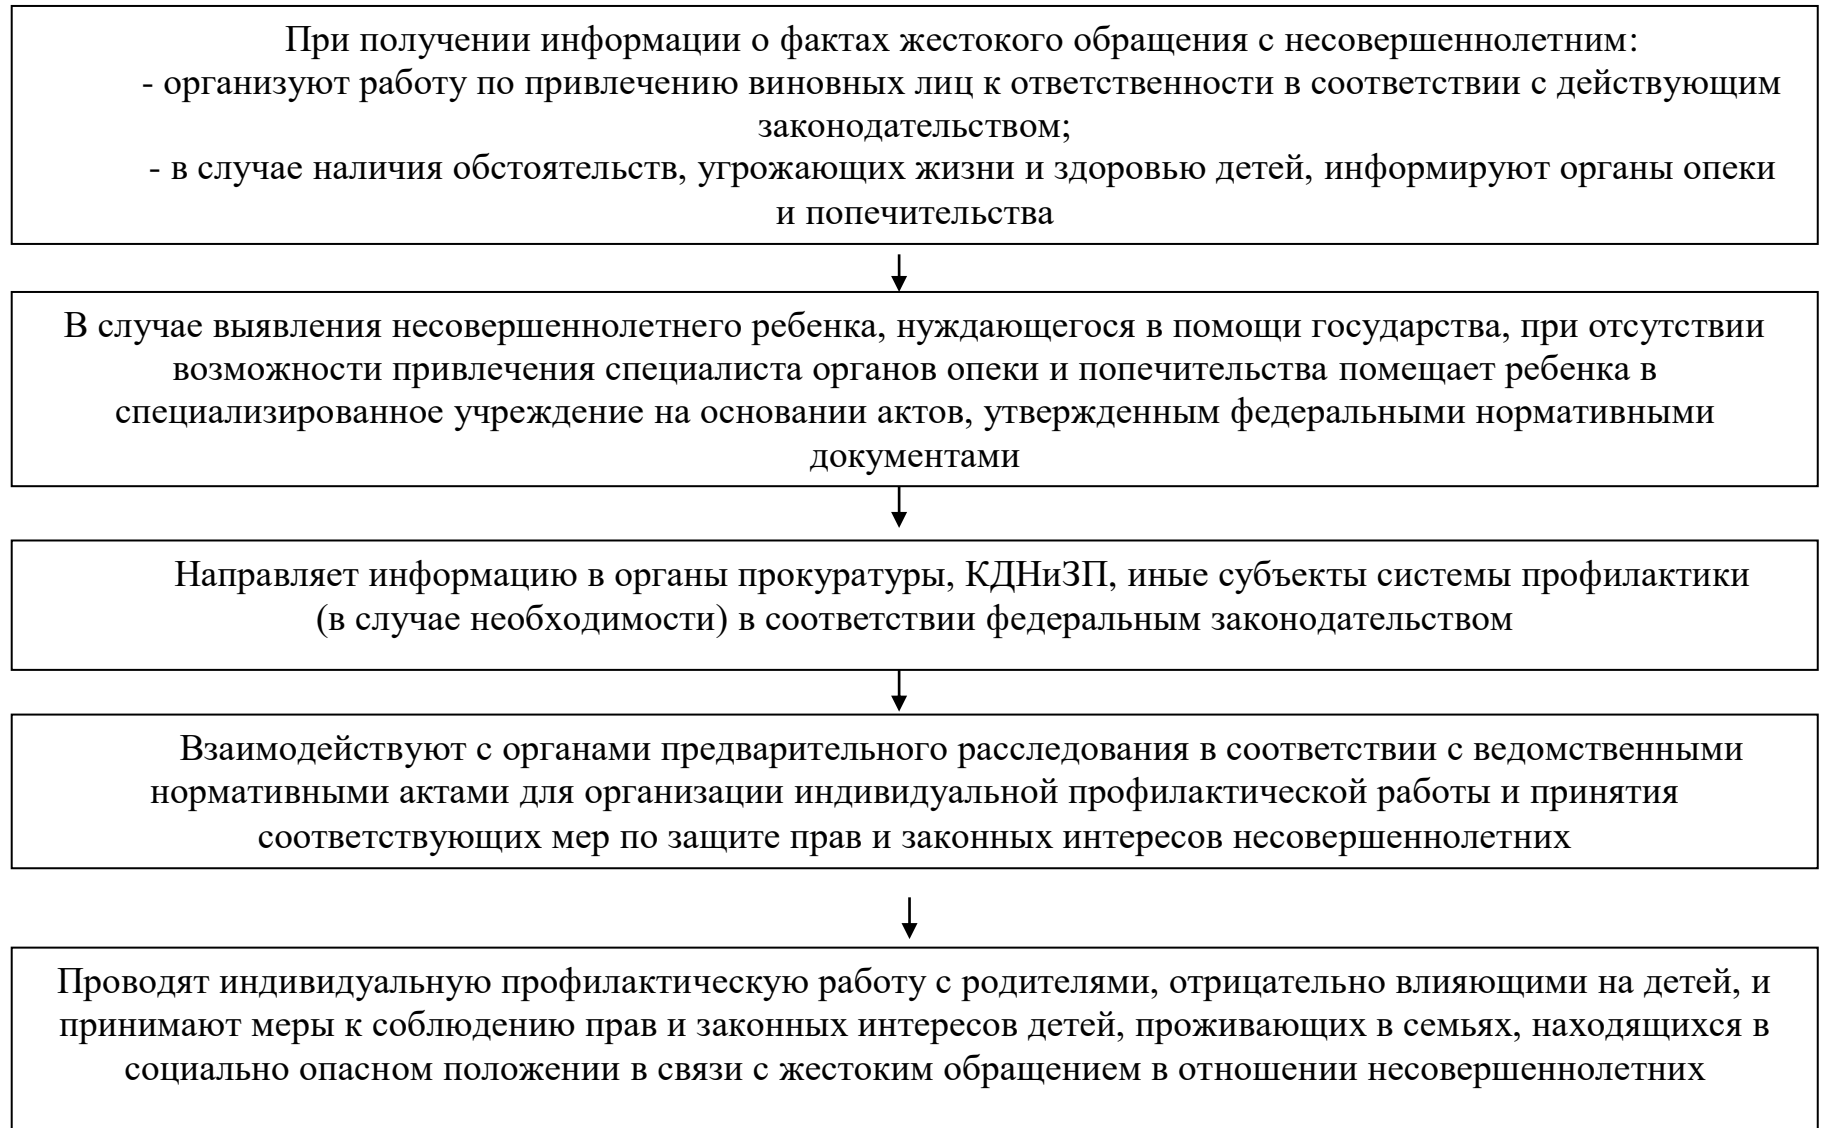 При получении информации о фактах жестокого обращения с несовершеннолетним:
- организуют работу по привлечению виновных лиц к ответственности в соответствии с действующим
законодательством;
- в случае наличия обстоятельств, угрожающих жизни и здоровью детей, информируют органы опеки
и попечительства
В случае выявления несовершеннолетнего ребенка, нуждающегося в помощи государства, при отсутствии
возможности привлечения специалиста органов опеки и попечительства помещает ребенка в
специализированное учреждение на основании актов, утвержденным федеральными нормативными
документами
Направляет информацию в органы прокуратуры, КДНиЗП, иные субъекты системы профилактики
(в случае необходимости) в соответствии федеральным законодательством
Взаимодействуют с органами предварительного расследования в соответствии с ведомственными
нормативными актами для организации индивидуальной профилактической работы и принятия
соответствующих мер по защите прав и законных интересов несовершеннолетних
Проводят индивидуальную профилактическую работу с родителями, отрицательно влияющими на детей, и
принимают меры к соблюдению прав и законных интересов детей, проживающих в семьях, находящихся в
социально опасном положении в связи с жестоким обращением в отношении несовершеннолетних